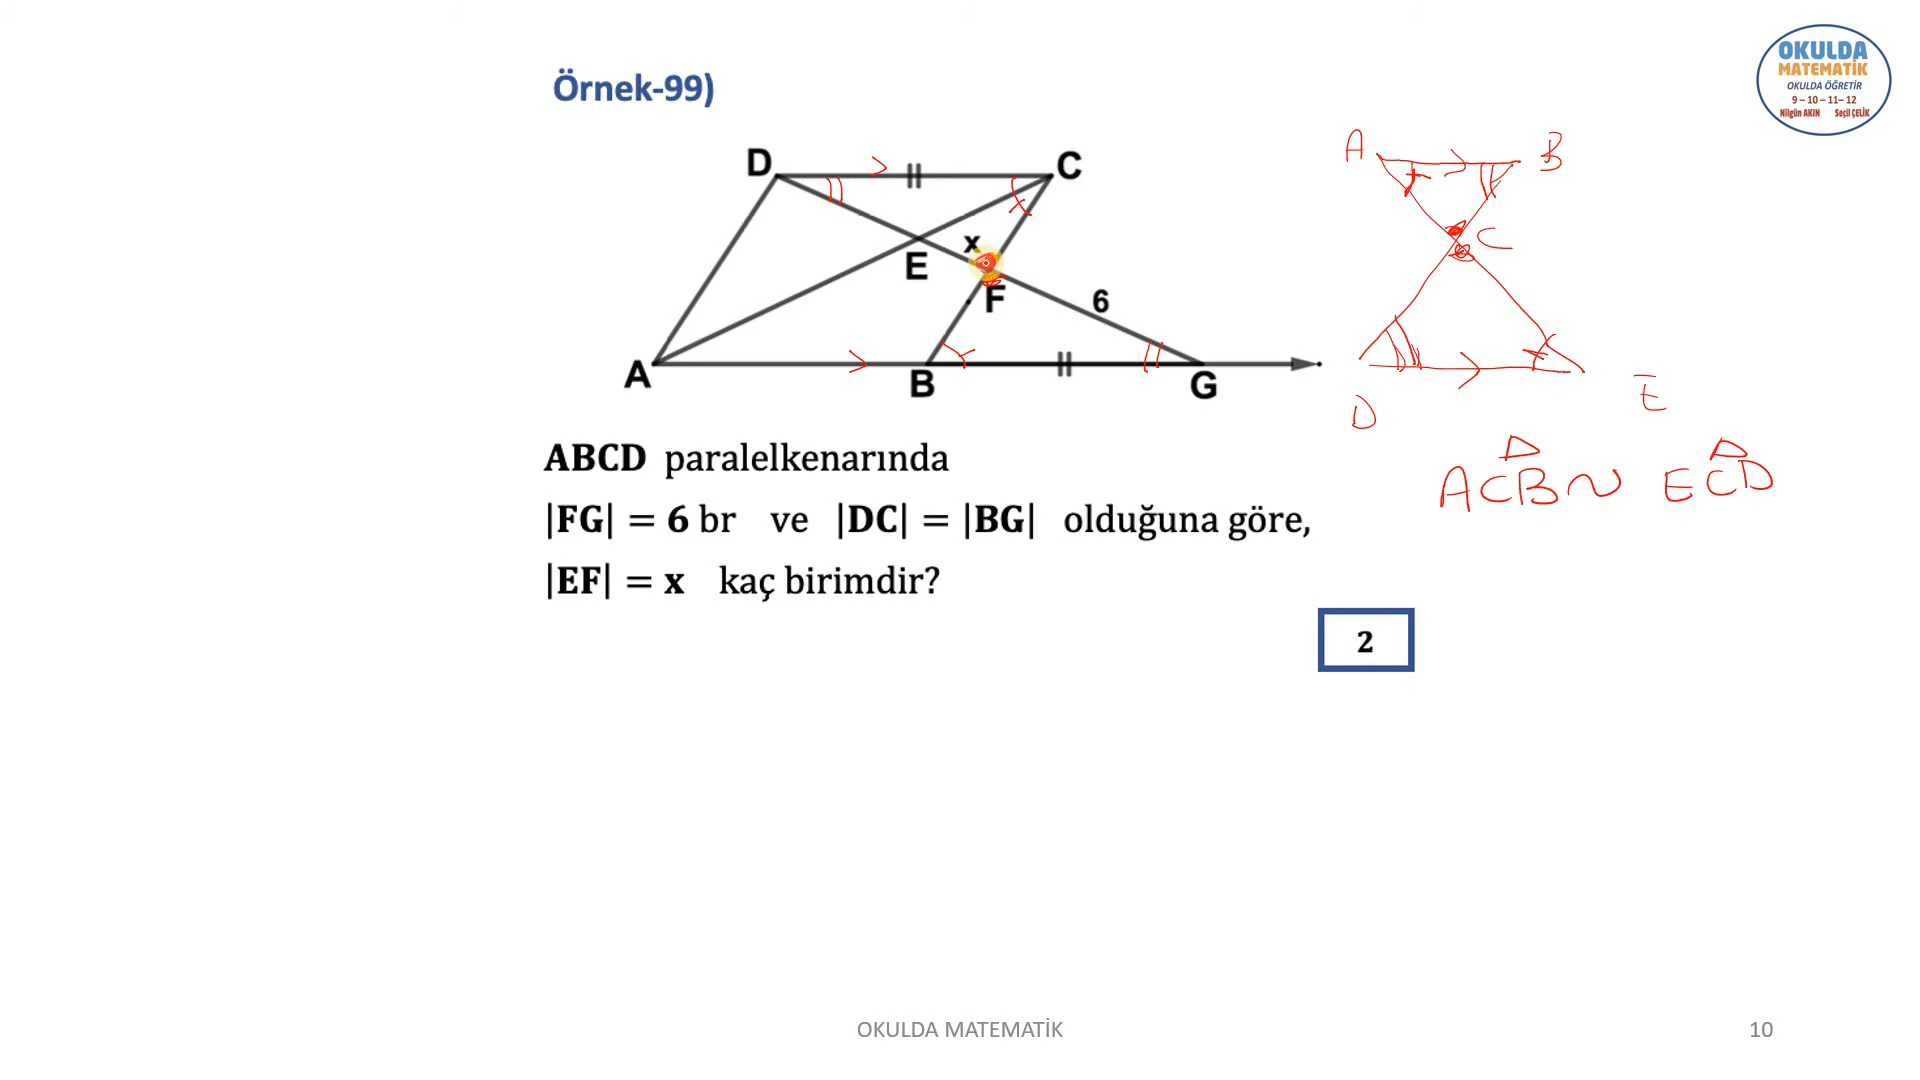 OKULDA
MATEMATİK
OKULDA ÖĞRETİR
9 – 10 – 11– 12
Nilgün AKIN Seçil ÇELİK
Örnek-99)
D
C
x
E
F
6
A
B
G
A
B
C
D
E
ACB ~ ECD
ABCD paralelkenarında
|FG| = 6 br ve |DC| = |BG| olduğuna göre,
|EF| = x kaç birimdir?
2
OKULDA MATEMATİK
10